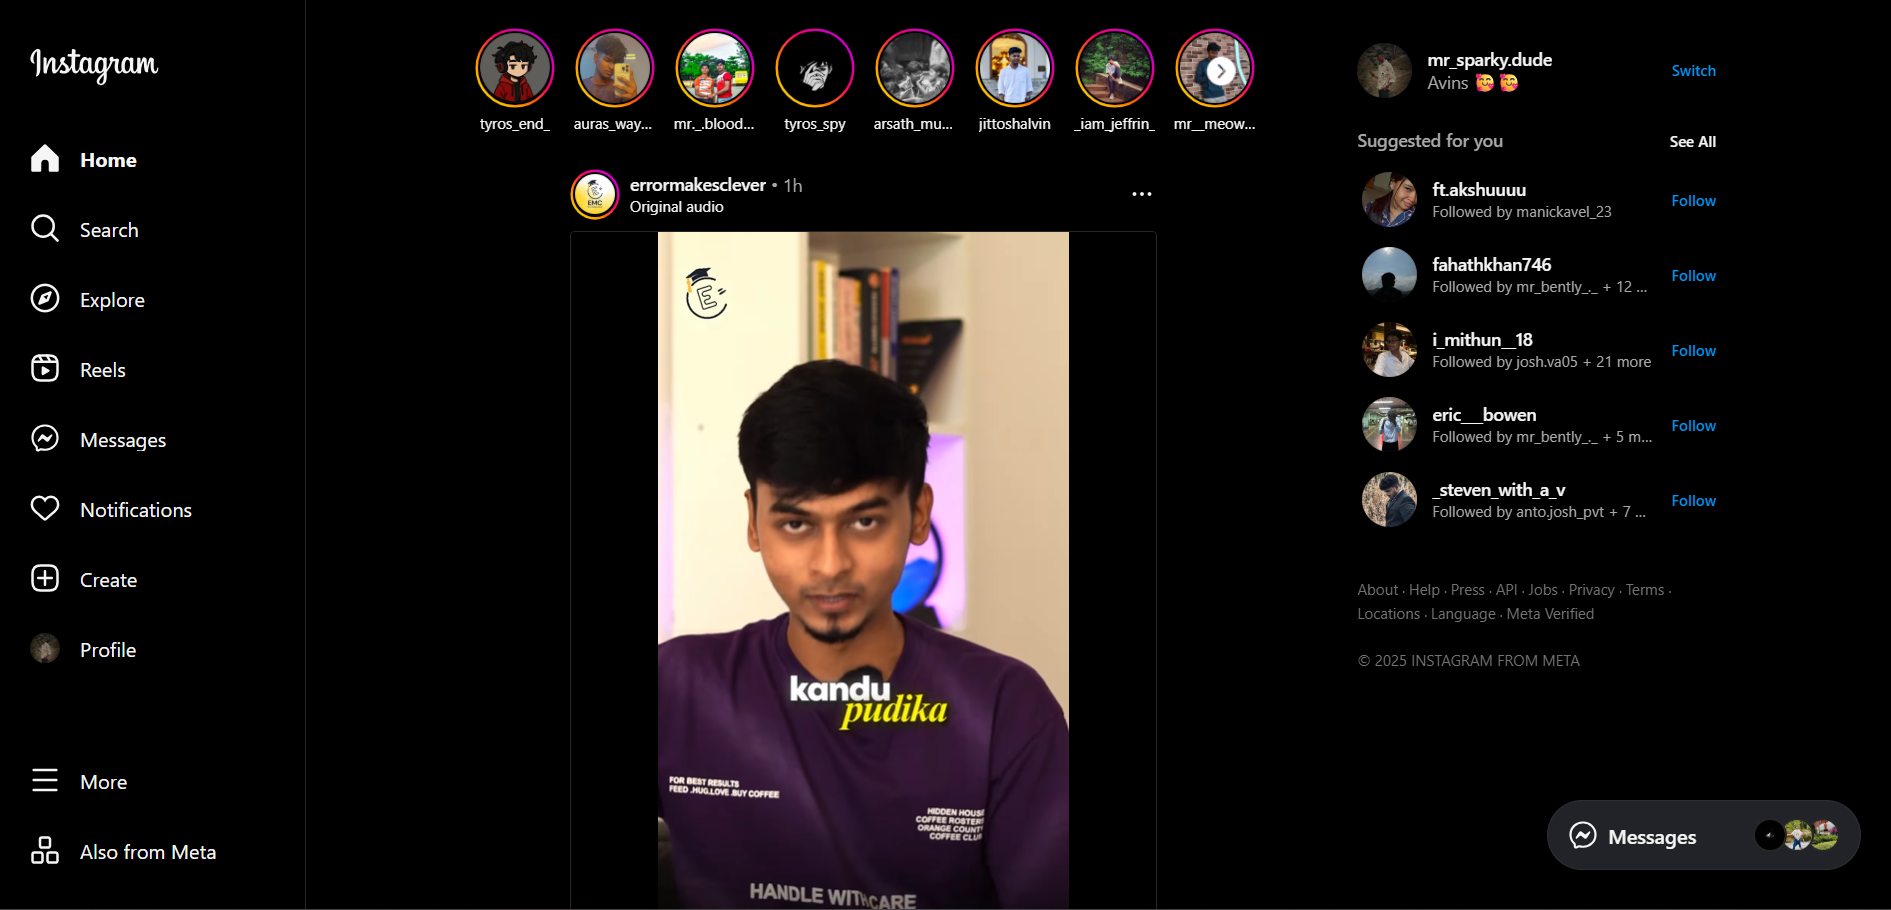 Instagram
Home
Search
Explore
Reels
Messages
Notifications
Create
Profile
More
Also from Meta
tyros_end_
auras_way...
mr._.blood...
tyros_spy
arsath_mu...
jittoshalvin
_iam_jeffrin_
mr__meow...
errormakesclever • 1h
Original audio
EMC
E
kandu
pudika
FOR BEST RESULTS
FEED .HUG.LOVE .BUY COFFEE
HIDDEN HOUSE
COFFEE ROSTERS
ORANGE COUNTY
COFFEE CLUB
HANDLE WITH CARE
mr_sparky.dude
Avins 🥰 🥰
Switch
Suggested for you
See All
ft.akshuuuu
Followed by manickavel_23
Follow
fahathkhan746
Followed by mr_bently_._ + 12 ...
Follow
i_mithun__18
Followed by josh.va05 + 21 more
Follow
eric___bowen
Followed by mr_bently_._ + 5 m...
Follow
_steven_with_a_v
Followed by anto.josh_pvt + 7 ...
Follow
About · Help · Press · API · Jobs · Privacy · Terms ·
Locations · Language · Meta Verified
© 2025 INSTAGRAM FROM META
Messages